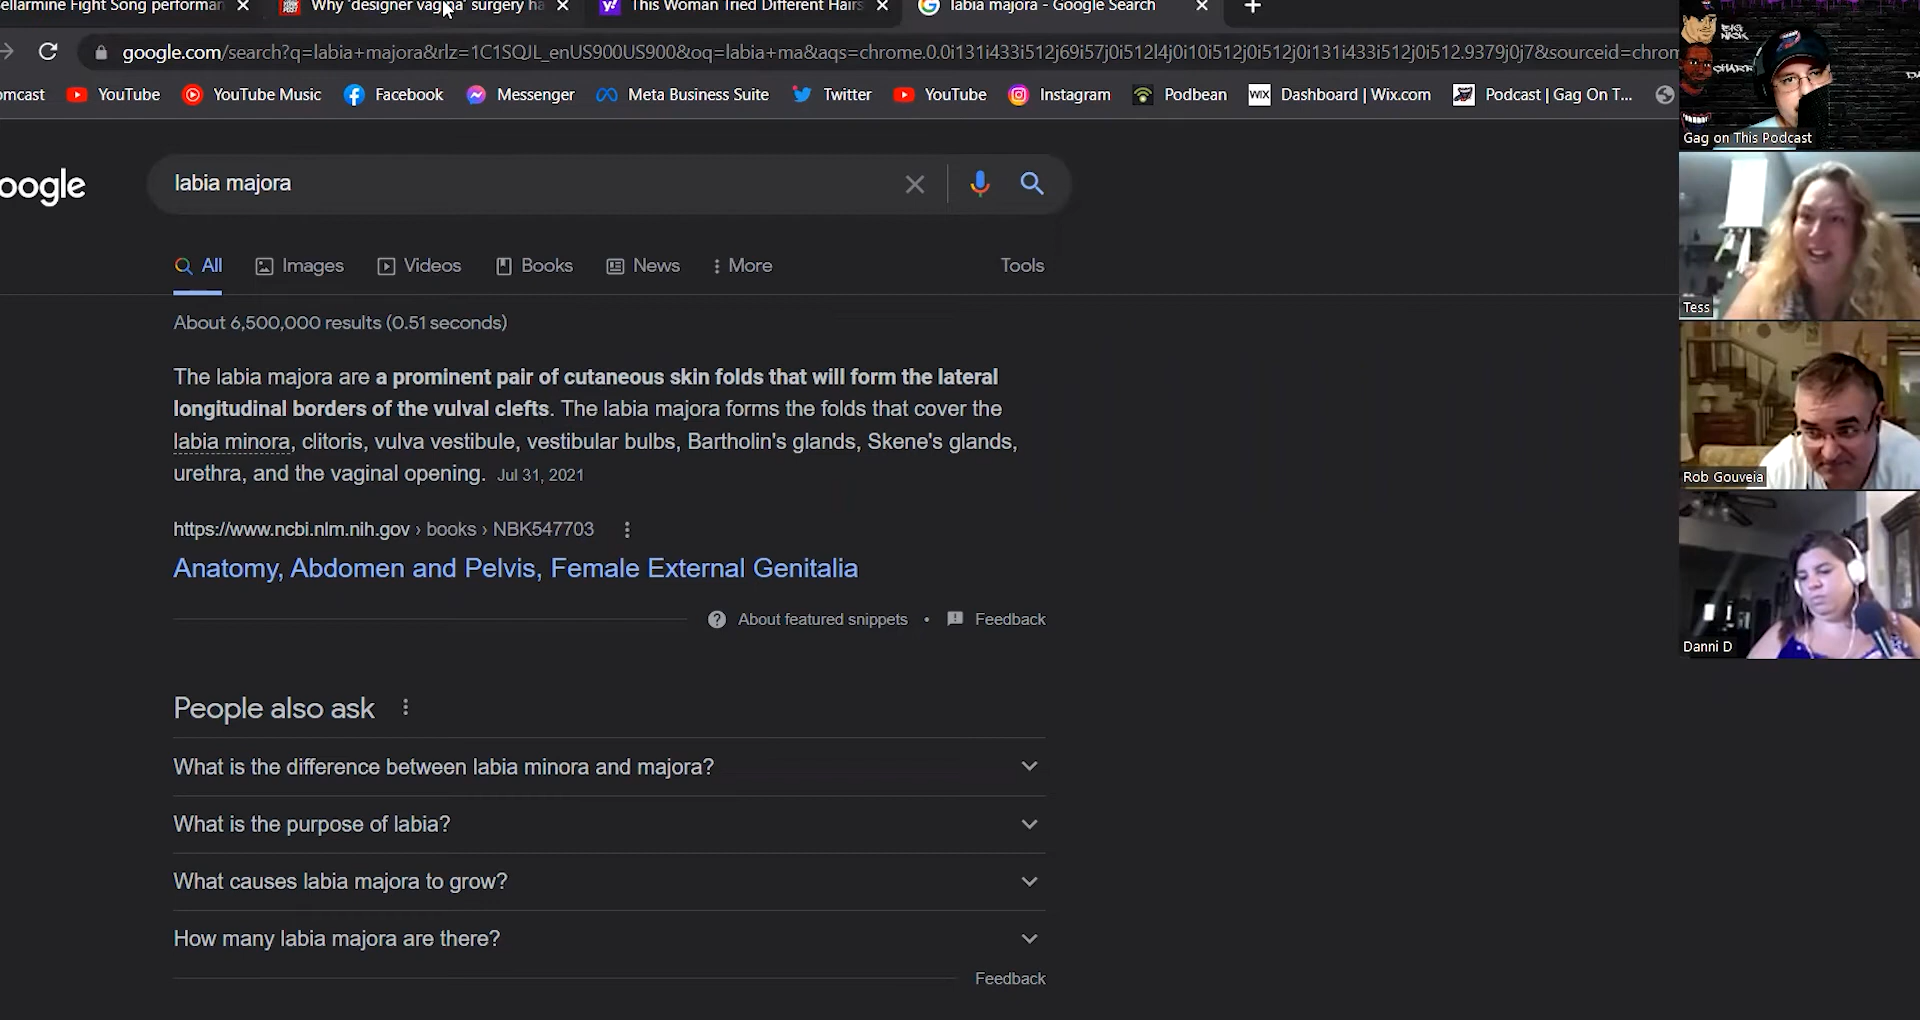 ellarmine Fight Song performan
Why 'designer vagina' surgery ha
This Woman Tried Different Hairs
labia majora - Google Search
google.com/search?q=labia+majora&rlz=1C1SQJL_enUS900US900&oq=labia+ma&aqs=chrome.0.0i131i433i512j69i57j0i512l4j0i10i512j0i512j0i131i433i512j0i512.9379j0j7&sourceid=chrom
omcast
YouTube
YouTube Music
Facebook
Messenger
Meta Business Suite
Twitter
YouTube
Instagram
Podbean
WIX
Dashboard | Wix.com
Podcast | Gag On T...
oogle
labia majora
All
Images
Videos
Books
News
More
Tools
About 6,500,000 results (0.51 seconds)
The labia majora are a prominent pair of cutaneous skin folds that will form the lateral
longitudinal borders of the vulval clefts. The labia majora forms the folds that cover the
labia minora, clitoris, vulva vestibule, vestibular bulbs, Bartholin's glands, Skene's glands,
urethra, and the vaginal opening. Jul 31, 2021
https://www.ncbi.nlm.nih.gov › books › NBK547703
Anatomy, Abdomen and Pelvis, Female External Genitalia
About featured snippets • Feedback
People also ask
What is the difference between labia minora and majora?
What is the purpose of labia?
What causes labia majora to grow?
How many labia majora are there?
Feedback
BIG
NICK
Gag on This Podcast
Tess
Rob Gouveia
Danni D